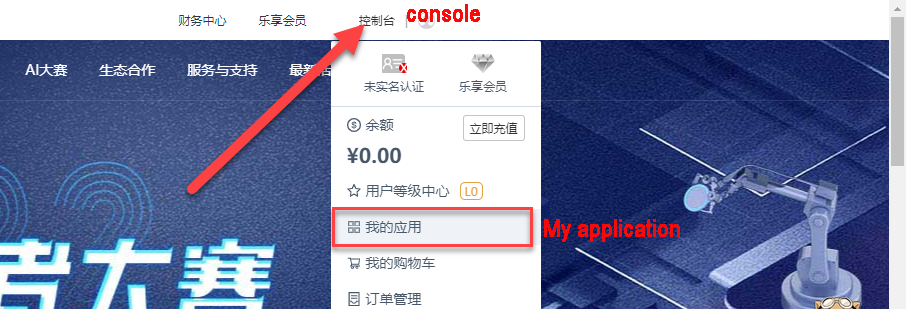 财务中心 乐享会员 控制台 console
AI大赛 生态合作 服务与支持 最新
未实名认证 乐享会员
余额 立即充值
¥0.00
用户等级中心 L0
我的应用 My application
我的购物车
订单管理
者大赛